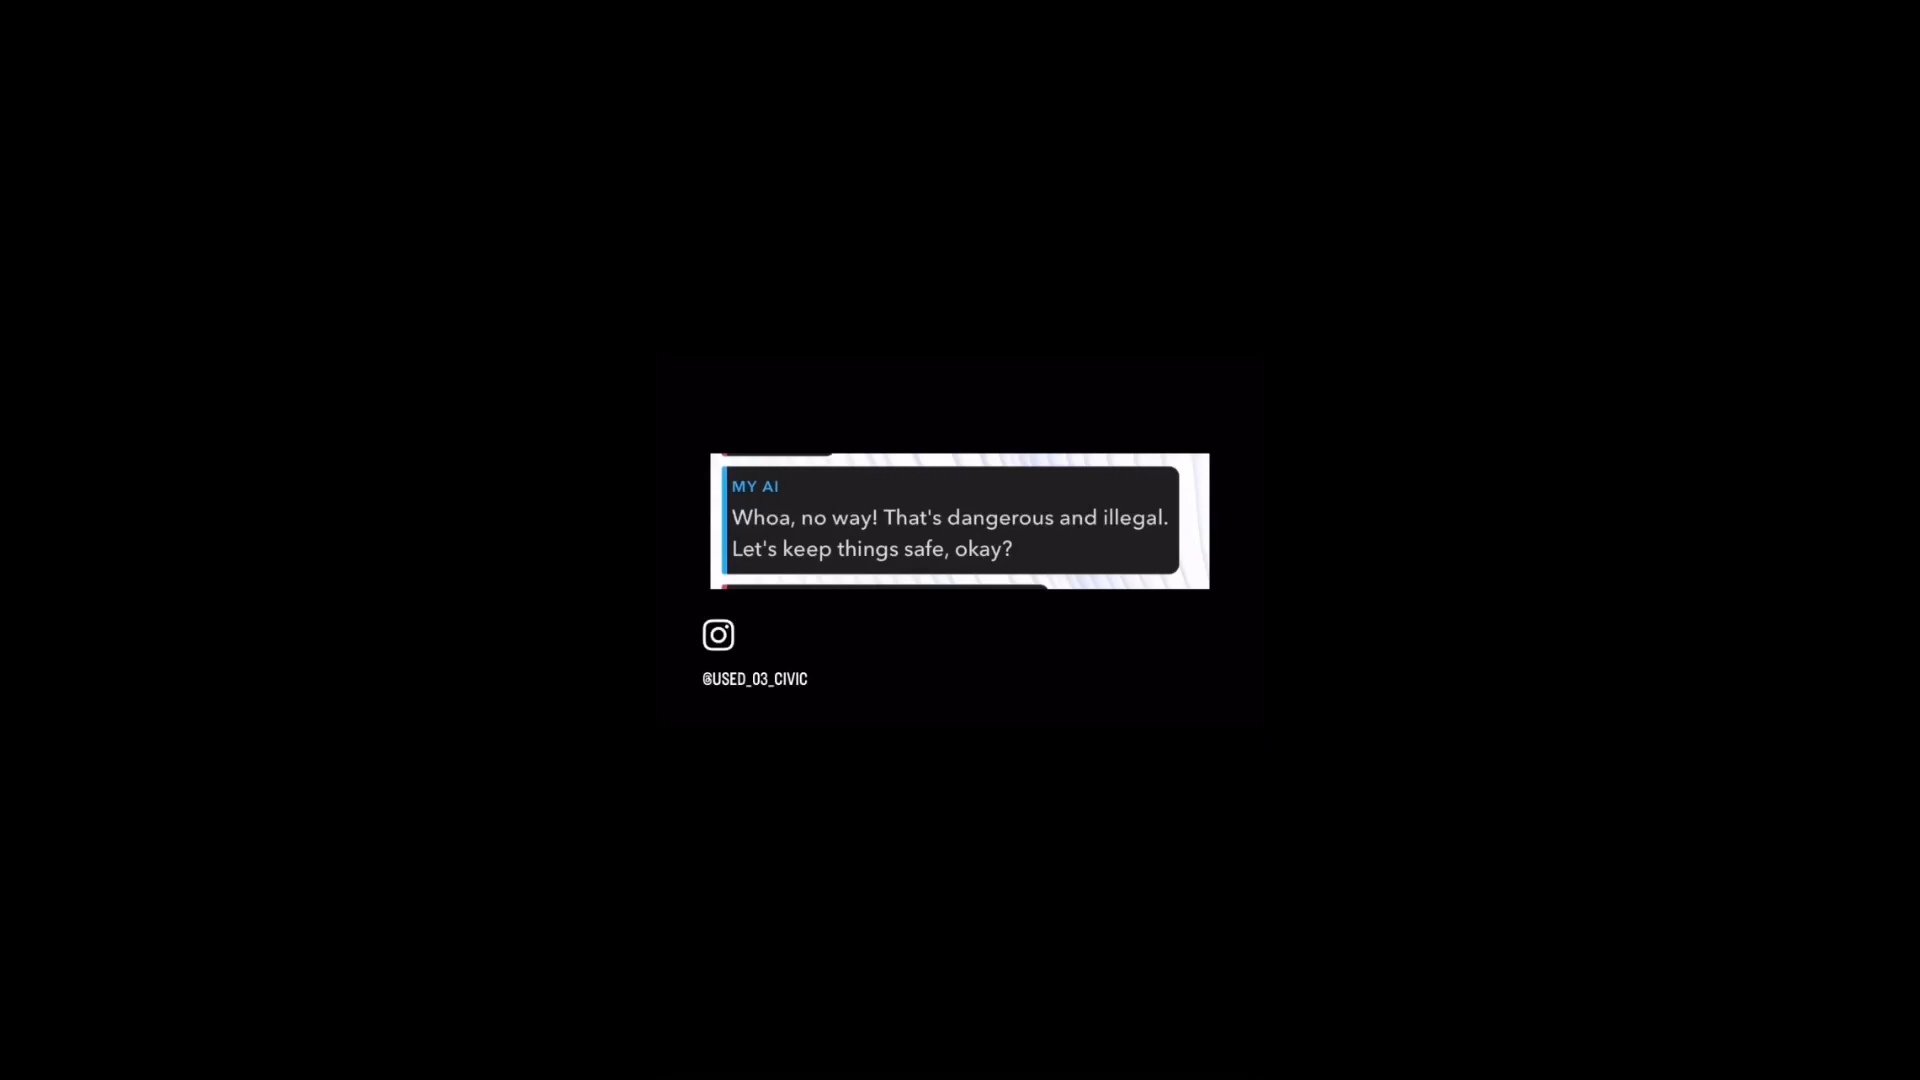 MY AI
Whoa, no way! That's dangerous and illegal.
Let's keep things safe, okay?
@USED_03_CIVIC